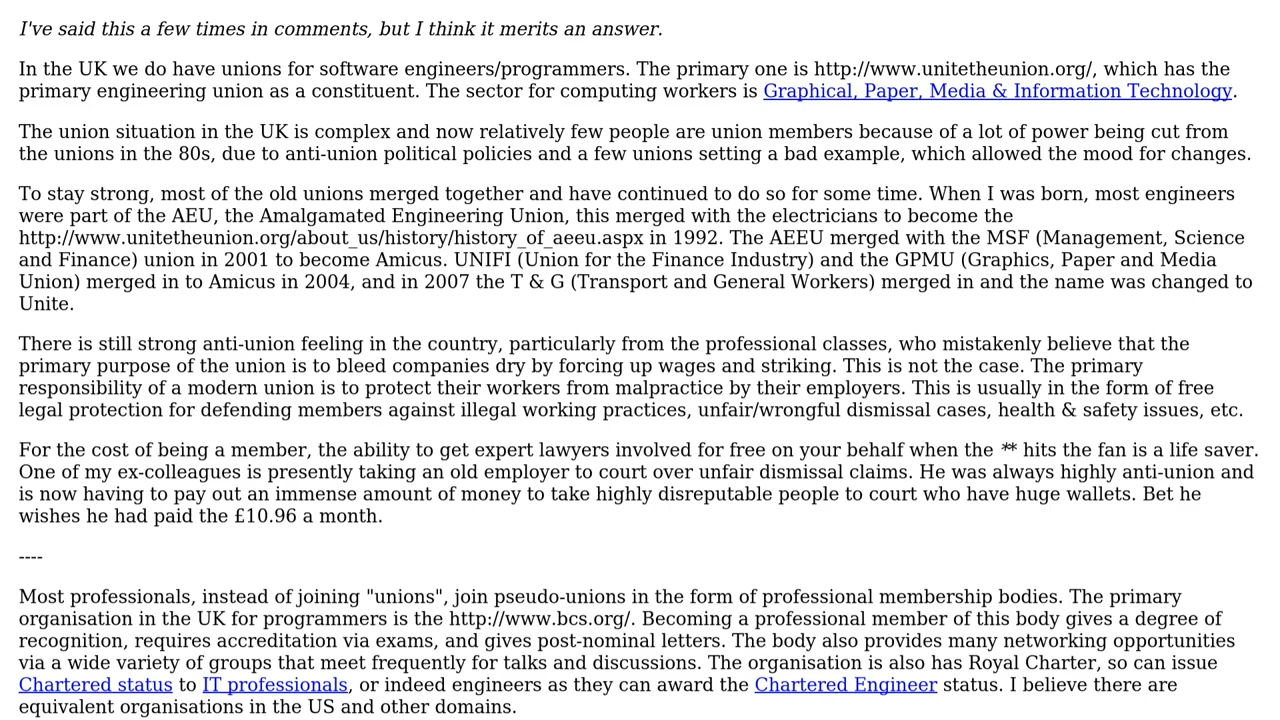 I've said this a few times in comments, but I think it merits an answer.
In the UK we do have unions for software engineers/programmers. The primary one is http://www.unitetheunion.org/, which has the
primary engineering union as a constituent. The sector for computing workers is Graphical, Paper, Media & Information Technology.
The union situation in the UK is complex and now relatively few people are union members because of a lot of power being cut from
the unions in the 80s, due to anti-union political policies and a few unions setting a bad example, which allowed the mood for changes.
To stay strong, most of the old unions merged together and have continued to do so for some time. When I was born, most engineers
were part of the AEU, the Amalgamated Engineering Union, this merged with the electricians to become the
http://www.unitetheunion.org/about_us/history/history_of_aeeu.aspx in 1992. The AEEU merged with the MSF (Management, Science
and Finance) union in 2001 to become Amicus. UNIFI (Union for the Finance Industry) and the GPMU (Graphics, Paper and Media
Union) merged in to Amicus in 2004, and in 2007 the T & G (Transport and General Workers) merged in and the name was changed to
Unite.
There is still strong anti-union feeling in the country, particularly from the professional classes, who mistakenly believe that the
primary purpose of the union is to bleed companies dry by forcing up wages and striking. This is not the case. The primary
responsibility of a modern union is to protect their workers from malpractice by their employers. This is usually in the form of free
legal protection for defending members against illegal working practices, unfair/wrongful dismissal cases, health & safety issues, etc.
For the cost of being a member, the ability to get expert lawyers involved for free on your behalf when the ** hits the fan is a life saver.
One of my ex-colleagues is presently taking an old employer to court over unfair dismissal claims. He was always highly anti-union and
is now having to pay out an immense amount of money to take highly disreputable people to court who have huge wallets. Bet he
wishes he had paid the £10.96 a month.
----
Most professionals, instead of joining "unions", join pseudo-unions in the form of professional membership bodies. The primary
organisation in the UK for programmers is the http://www.bcs.org/. Becoming a professional member of this body gives a degree of
recognition, requires accreditation via exams, and gives post-nominal letters. The body also provides many networking opportunities
via a wide variety of groups that meet frequently for talks and discussions. The organisation is also has Royal Charter, so can issue
Chartered status to IT professionals, or indeed engineers as they can award the Chartered Engineer status. I believe there are
equivalent organisations in the US and other domains.